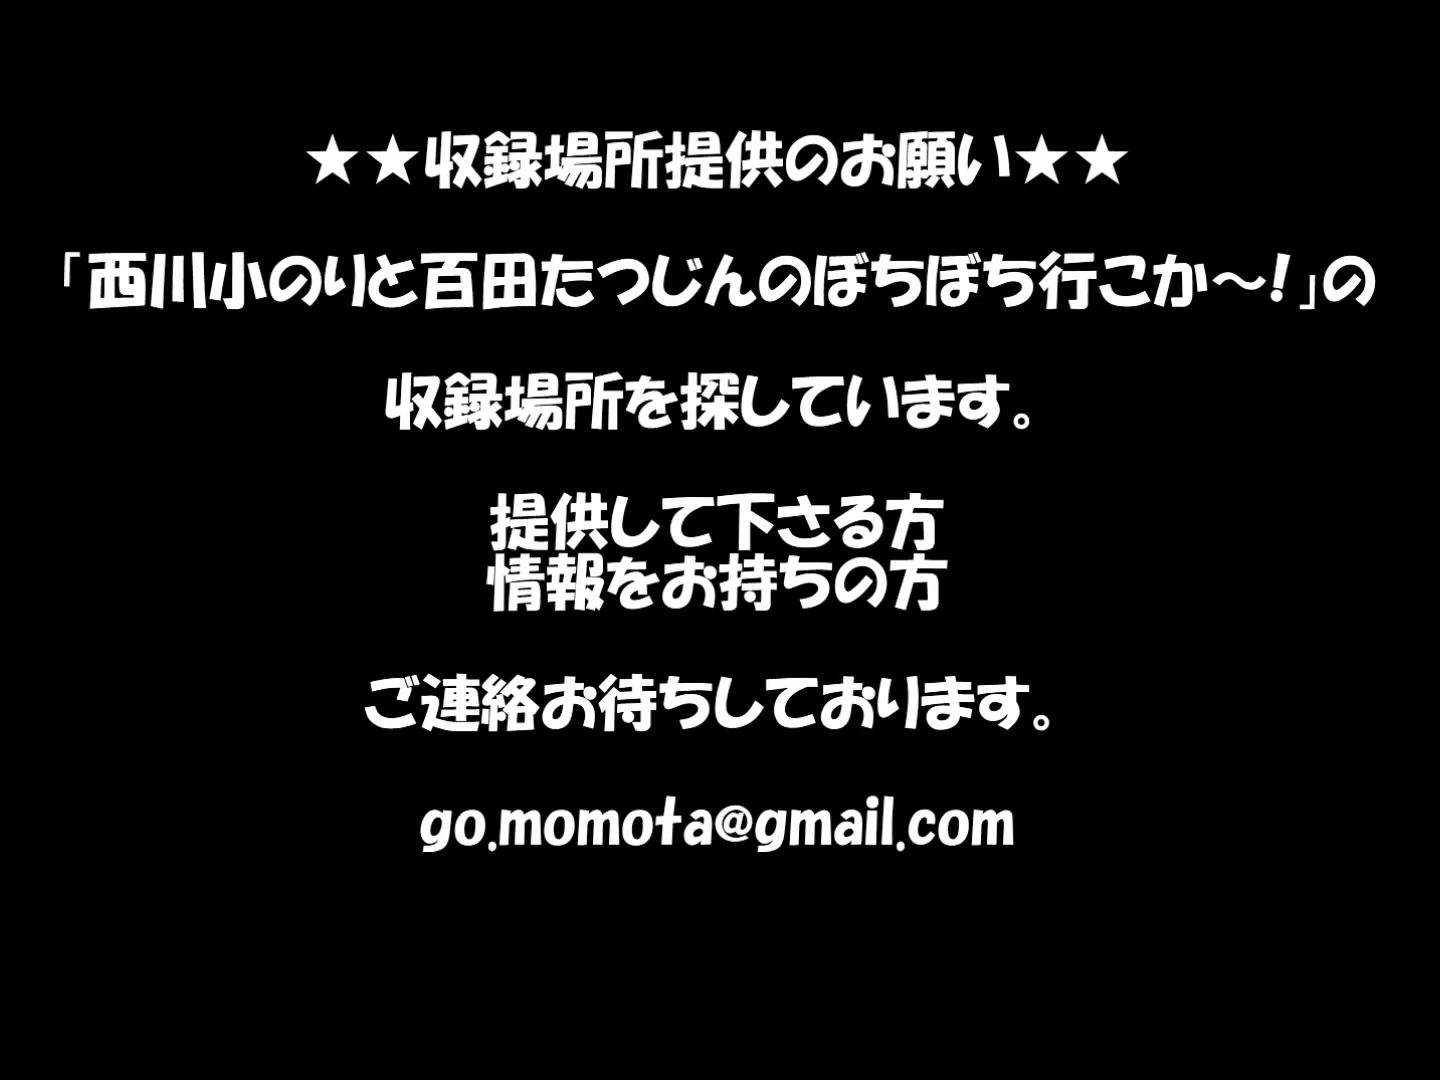 ★★収録場所提供のお願い★★
「西川小のりと百田たつじんのぼちぼち行こか～！」の
収録場所を探しています。
提供して下さる方
情報をお持ちの方
ご連絡お待ちしております。
go.momota@gmail.com